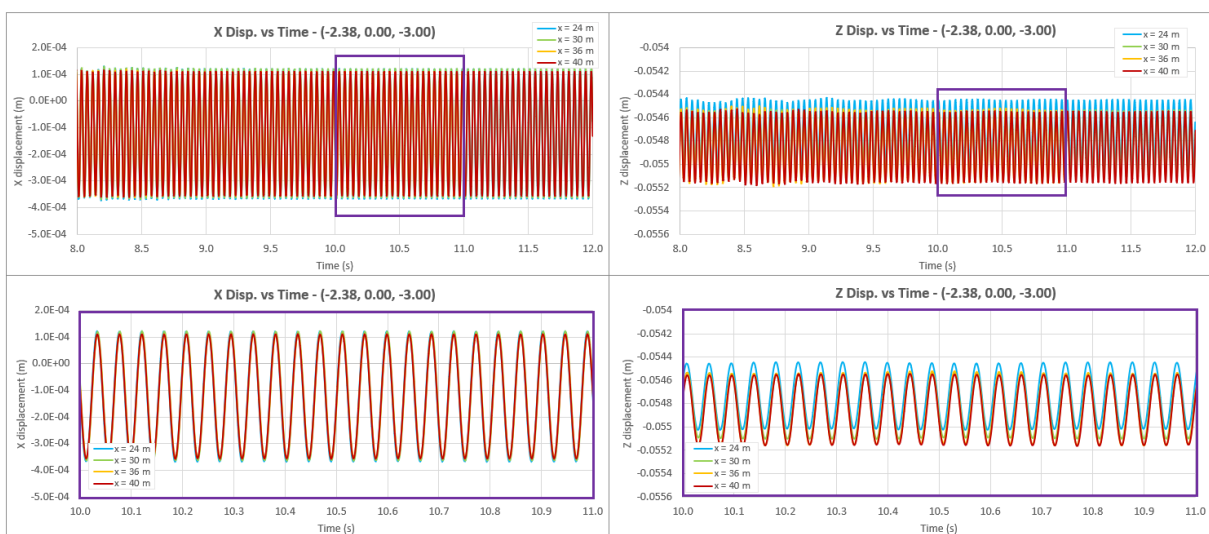 X Disp. vs Time - (-2.38, 0.00, -3.00)
x = 24 m
x = 30 m
x = 36 m
x = 40 m
X displacement (m)
2.0E-04
1.0E-04
0.0E+00
-1.0E-04
-2.0E-04
-3.0E-04
-4.0E-04
-5.0E-04
8.0 8.5 9.0 9.5 10.0 10.5 11.0 11.5 12.0
Time (s)
Z Disp. vs Time - (-2.38, 0.00, -3.00)
x = 24 m
x = 30 m
x = 36 m
x = 40 m
Z displacement (m)
-0.054
-0.0542
-0.0544
-0.0546
-0.0548
-0.055
-0.0552
-0.0554
-0.0556
8.0 8.5 9.0 9.5 10.0 10.5 11.0 11.5 12.0
Time (s)
X Disp. vs Time - (-2.38, 0.00, -3.00)
X displacement (m)
2.0E-04
1.0E-04
0.0E+00
-1.0E-04
-2.0E-04
-3.0E-04
-4.0E-04
-5.0E-04
x = 24 m
x = 30 m
x = 36 m
x = 40 m
10.0 10.1 10.2 10.3 10.4 10.5 10.6 10.7 10.8 10.9 11.0
Time (s)
Z Disp. vs Time - (-2.38, 0.00, -3.00)
Z displacement (m)
-0.054
-0.0542
-0.0544
-0.0546
-0.0548
-0.055
-0.0552
-0.0554
-0.0556
x = 24 m
x = 30 m
x = 36 m
x = 40 m
10.0 10.1 10.2 10.3 10.4 10.5 10.6 10.7 10.8 10.9 11.0
Time (s)